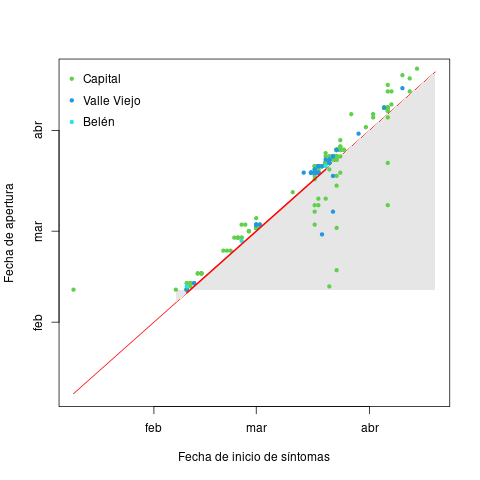 Capital
Valle Viejo
Belén
abr
mar
feb
Fecha de apertura
feb
mar
abr
Fecha de inicio de síntomas